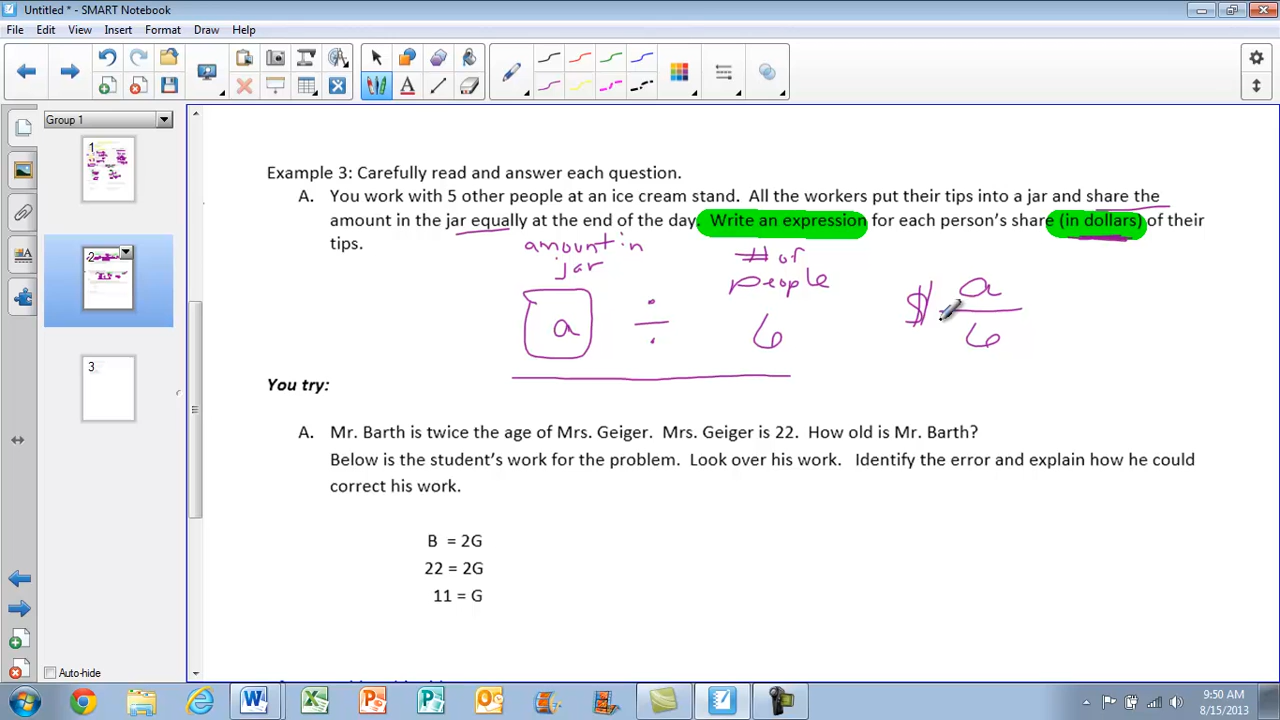 Untitled * - SMART Notebook
File Edit View Insert Format Draw Help
Group 1
1
2
3
Example 3: Carefully read and answer each question.
A. You work with 5 other people at an ice cream stand. All the workers put their tips into a jar and share the
amount in the jar equally at the end of the day. Write an expression for each person's share (in dollars) of their
tips.
amount in
jar
# of
people
a ÷ 6
$ a
6
You try:
A. Mr. Barth is twice the age of Mrs. Geiger. Mrs. Geiger is 22. How old is Mr. Barth?
Below is the student's work for the problem. Look over his work. Identify the error and explain how he could
correct his work.
B = 2G
22 = 2G
11 = G
Auto-hide
9:50 AM
8/15/2013